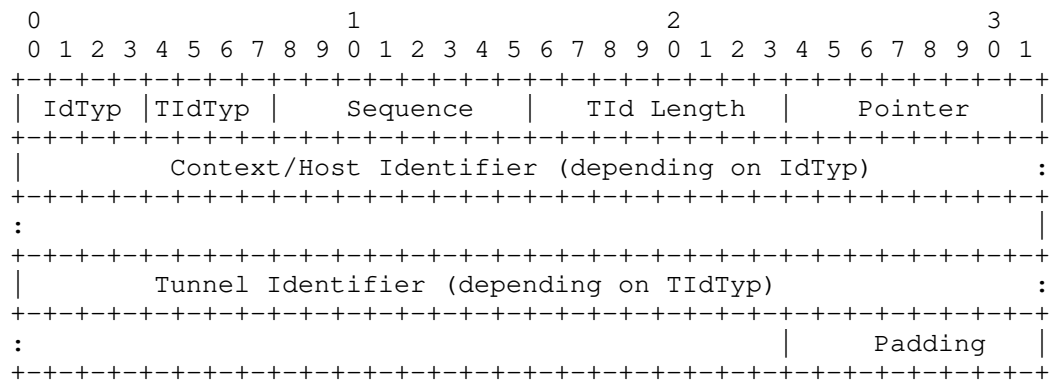 0                   1                   2                   3
0 1 2 3 4 5 6 7 8 9 0 1 2 3 4 5 6 7 8 9 0 1 2 3 4 5 6 7 8 9 0 1
+-+-+-+-+-+-+-+-+-+-+-+-+-+-+-+-+-+-+-+-+-+-+-+-+-+-+-+-+-+-+-+-+
| IdTyp |TIdTyp |    Sequence   |   TId Length  |    Pointer    |
+-+-+-+-+-+-+-+-+-+-+-+-+-+-+-+-+-+-+-+-+-+-+-+-+-+-+-+-+-+-+-+-+
|         Context/Host Identifier (depending on IdTyp)          :
+-+-+-+-+-+-+-+-+-+-+-+-+-+-+-+-+-+-+-+-+-+-+-+-+-+-+-+-+-+-+-+-+
:                                                               |
+-+-+-+-+-+-+-+-+-+-+-+-+-+-+-+-+-+-+-+-+-+-+-+-+-+-+-+-+-+-+-+-+
|        Tunnel Identifier (depending on TIdTyp)                :
+-+-+-+-+-+-+-+-+-+-+-+-+-+-+-+-+-+-+-+-+-+-+-+-+-+-+-+-+-+-+-+-+
:                                               |    Padding    |
+-+-+-+-+-+-+-+-+-+-+-+-+-+-+-+-+-+-+-+-+-+-+-+-+-+-+-+-+-+-+-+-+